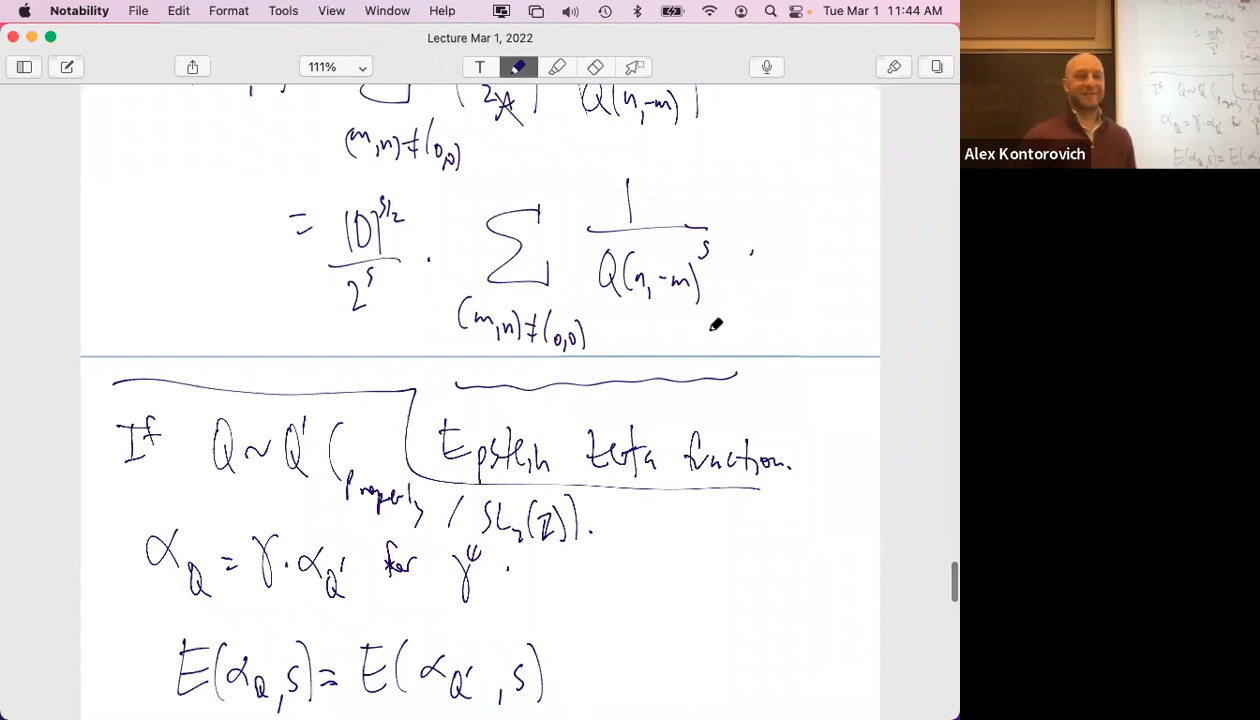 Notability File Edit Format Tools View Window Help Tue Mar 1 11:44 AM
Lecture Mar 1, 2022
111%
T
2A Q(n,-m)
(m,n)≠(0,0)
= |D|^{s/2} / 2^s · Σ_{(m,n)≠(0,0)} 1 / Q(n,-m)^s .
If Q~Q' (properly / SL₂(ℤ)).
Epstein zeta function.
α_Q = γ·α_Q' for γ^ψ .
E(α_Q,s) = E(α_Q',s)
Alex Kontorovich